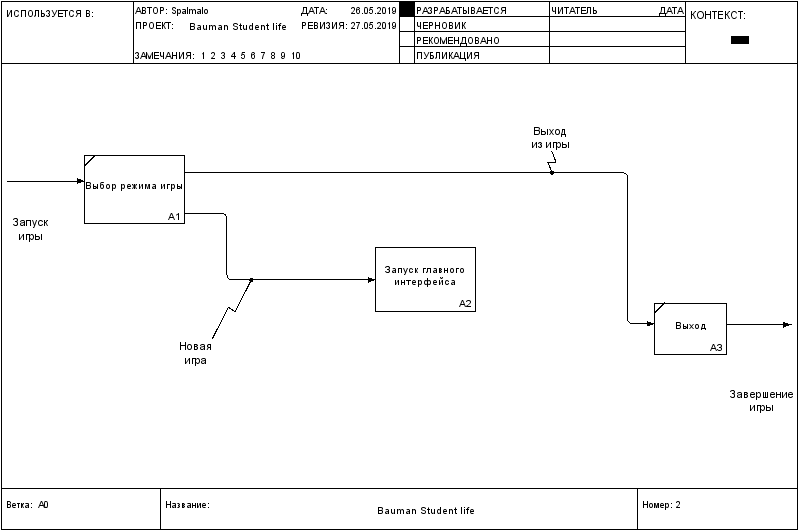 ИСПОЛЬЗУЕТСЯ В:
АВТОР: Spalmalo
ДАТА: 26.05.2019
ПРОЕКТ: Bauman Student life
РЕВИЗИЯ: 27.05.2019
ЗАМЕЧАНИЯ: 1 2 3 4 5 6 7 8 9 10
РАЗРАБАТЫВАЕТСЯ
ЧЕРНОВИК
РЕКОМЕНДОВАНО
ПУБЛИКАЦИЯ
ЧИТАТЕЛЬ
ДАТА
КОНТЕКСТ:
Выход
из игры
Выбор режима игры
A1
Запуск
игры
Запуск главного
интерфейса
A2
Новая
игра
Выход
A3
Завершение
игры
Ветка: A0
Название:
Bauman Student life
Номер: 2